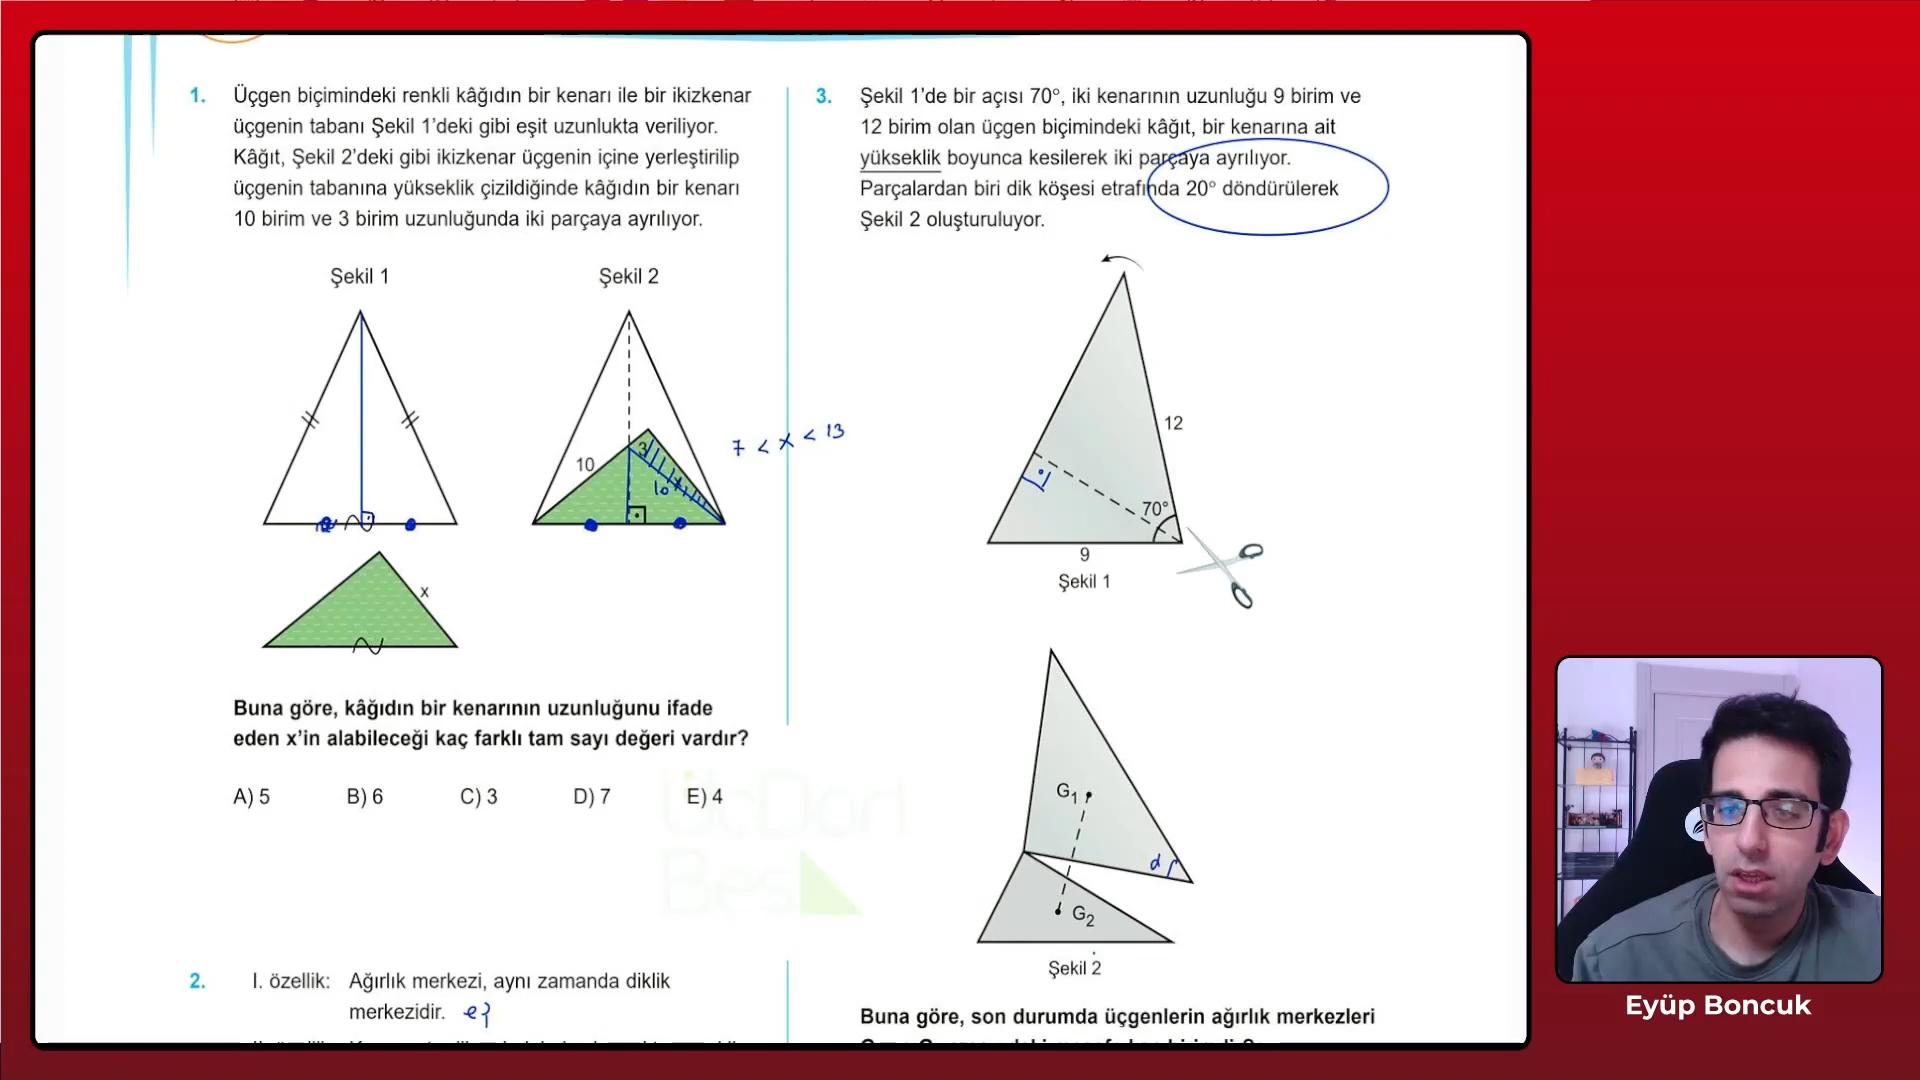 1. Üçgen biçimindeki renkli kâğıdın bir kenarı ile bir ikizkenar
üçgenin tabanı Şekil 1'deki gibi eşit uzunlukta veriliyor.
Kâğıt, Şekil 2'deki gibi ikizkenar üçgenin içine yerleştirilip
üçgenin tabanına yükseklik çizildiğinde kâğıdın bir kenarı
10 birim ve 3 birim uzunluğunda iki parçaya ayrılıyor.
Şekil 1
Şekil 2
10
3
10
x
7 < x < 13
x
Buna göre, kâğıdın bir kenarının uzunluğunu ifade
eden x'in alabileceği kaç farklı tam sayı değeri vardır?
A) 5 B) 6 C) 3 D) 7 E) 4
2. I. özellik: Ağırlık merkezi, aynı zamanda diklik
merkezidir.
3. Şekil 1'de bir açısı 70°, iki kenarının uzunluğu 9 birim ve
12 birim olan üçgen biçimindeki kâğıt, bir kenarına ait
yükseklik boyunca kesilerek iki parçaya ayrılıyor.
Parçalardan biri dik köşesi etrafında 20° döndürülerek
Şekil 2 oluşturuluyor.
12
70°
9
Şekil 1
G1
G2
Şekil 2
Buna göre, son durumda üçgenlerin ağırlık merkezleri
ÜçDört
Beş
Eyüp Boncuk